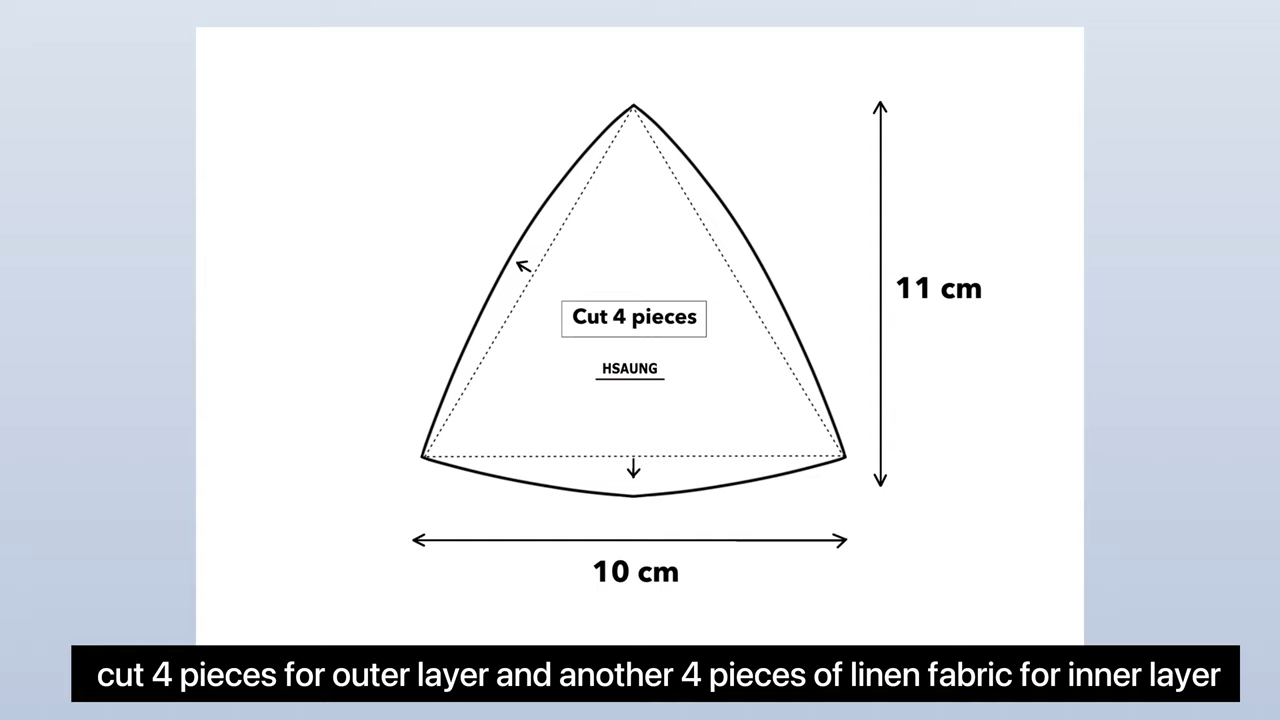 11 cm
Cut 4 pieces
HSAUNG
10 cm
cut 4 pieces for outer layer and another 4 pieces of linen fabric for inner layer